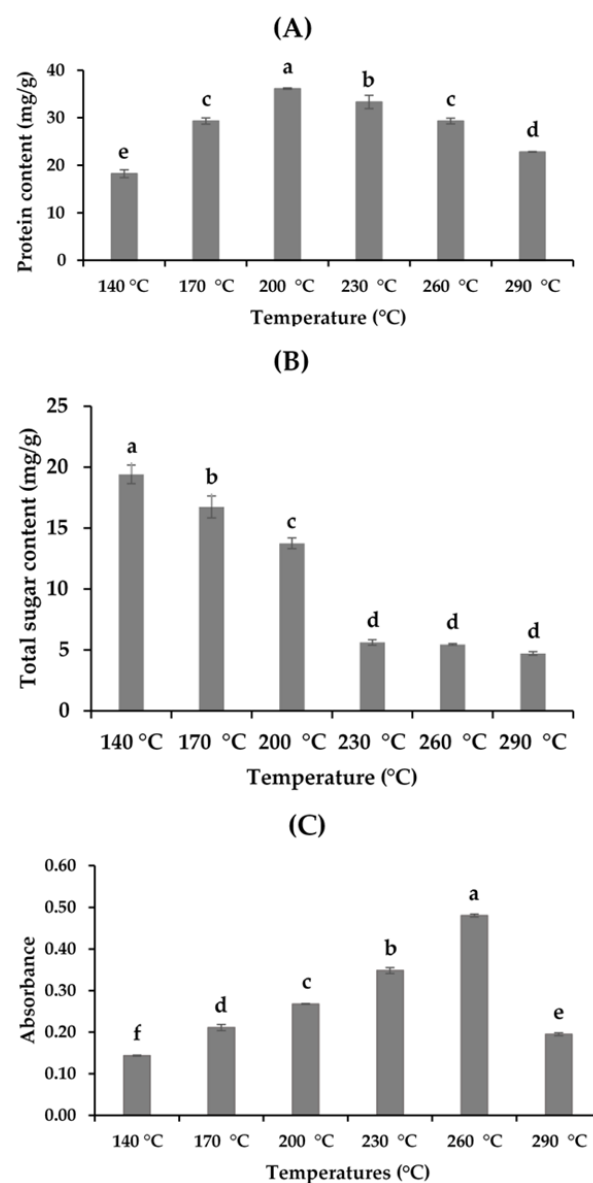 (A)
Protein content (mg/g)
40
30
20
10
0
e
c
a
b
c
d
140 °C 170 °C 200 °C 230 °C 260 °C 290 °C
Temperature (°C)
(B)
Total sugar content (mg/g)
25
20
15
10
5
0
a
b
c
d
d
d
140 °C 170 °C 200 °C 230 °C 260 °C 290 °C
Temperature (°C)
(C)
Absorbance
0.60
0.50
0.40
0.30
0.20
0.10
0.00
f
d
c
b
a
e
140 °C 170 °C 200 °C 230 °C 260 °C 290 °C
Temperatures (°C)